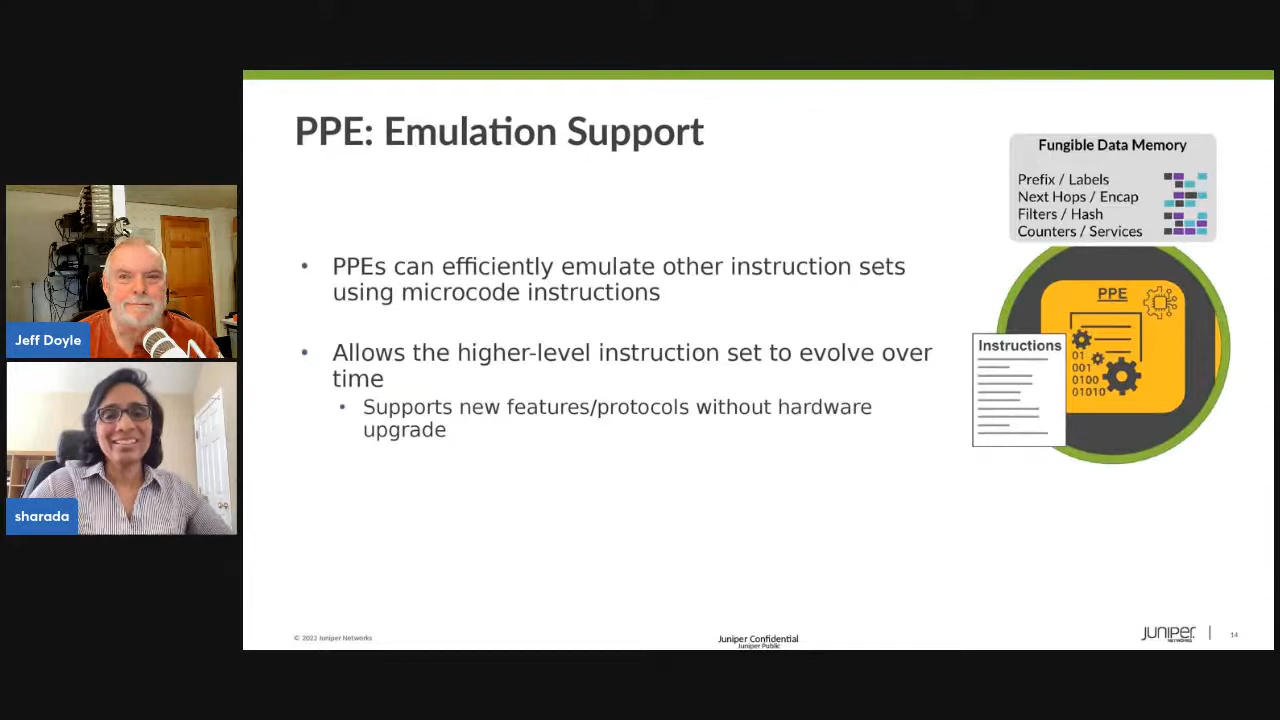 PPE: Emulation Support
Fungible Data Memory
Prefix / Labels
Next Hops / Encap
Filters / Hash
Counters / Services
• PPEs can efficiently emulate other instruction sets
using microcode instructions
• Allows the higher-level instruction set to evolve over
time
• Supports new features/protocols without hardware
upgrade
PPE
Instructions
01
001
0100
01010
Jeff Doyle
sharada
© 2022 Juniper Networks
Juniper Confidential
Juniper Public
JUNIPER
NETWORKS
14